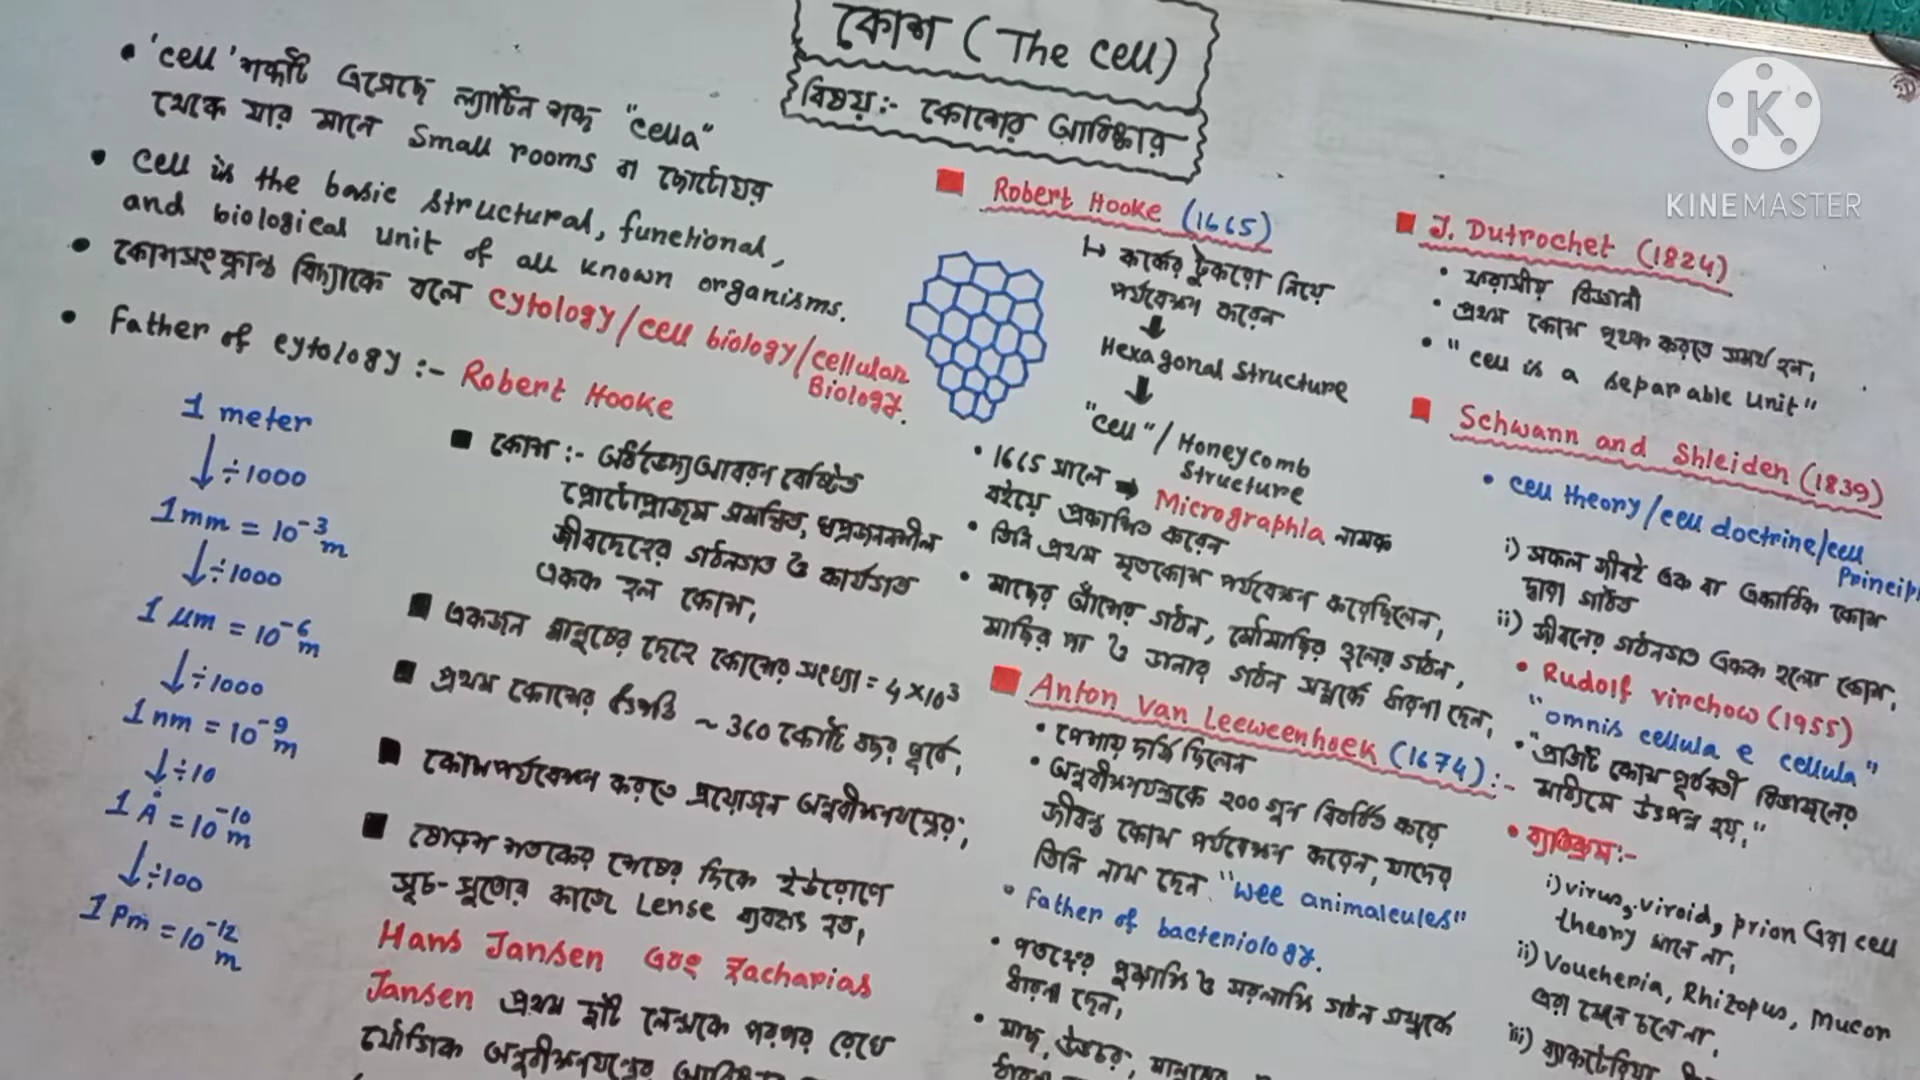 কোশ (The cell)
বিষয়:- কোশের আবিষ্কার
• 'cell' শব্দটি এসেছে ল্যাটিন শব্দ "cella"
থেকে যার মানে Small rooms বা ছোটোঘর
• Cell is the basic structural, functional,
and biological unit of all known organisms.
• কোশসংক্রান্ত বিদ্যাকে বলে cytology/cell biology/cellular
Biology.
• Father of cytology:- Robert Hooke
1 meter
↓÷1000
1mm = 10⁻³m
↓÷1000
1 μm = 10⁻⁶m
↓÷1000
1 nm = 10⁻⁹m
↓÷10
1 Å = 10⁻¹⁰m
↓÷100
1 Pm = 10⁻¹²m
■ কোশ:- অর্ধভেদ্য আবরণ বেষ্টিত
প্রোটোপ্লাজম সমন্বিত, স্বপ্রজননশীল
জীবদেহের গঠনগত ও কার্যগত
একক হল কোশ,
■ একজন মানুষের দেহে কোশের সংখ্যা = 4×10³
■ প্রথম কোশের উৎপত্তি ~360 কোটি বছর পূর্বে,
■ কোশপর্যবেক্ষণ করতে প্রয়োজন অনুবীক্ষণযন্ত্রের,
■ ষোড়শ শতকের শেষের দিকে ইউরোপে
সূচ-সুতোর কাজে Lense ব্যবহৃত হত,
Hans Jansen এবং Zacharias
Jansen প্রথম দুটি লেন্সকে পরপর রেখে
যৌগিক অনুবীক্ষণযন্ত্রের
■ Robert Hooke (1665)
↦ কর্কের টুকরো নিয়ে
পর্যবেক্ষণ করেন
↓
Hexagonal Structure
↓
"cell"/Honeycomb
Structure
• 1665 সালে ➡ Micrographia নামক
বইয়ে প্রকাশিত করেন
• তিনি প্রথম মৃতকোশ পর্যবেক্ষণ করেছিলেন,
• মাছের আঁশের গঠন, মৌমাছির হুলের গঠন,
মাছির পা ও ডানার গঠন সম্পর্কে ধারণা দেন,
■ Anton van Leeweenhoek (1674):-
• পেশায় দর্জি ছিলেন
• অনুবীক্ষণযন্ত্রকে ২০০ গুন বিবর্ধিত করে
জীবন্ত কোশ পর্যবেক্ষণ করেন, যাদের
তিনি নাম দেন "wee animalcules"
• Father of bacteriology.
• পতঙ্গের পুঞ্জাক্ষি ও সরলাক্ষি গঠন সম্পর্কে
ধারণা দেন,
• মাছ, উভচর, মানুষের
■ J. Dutrochet (1824)
• ফরাসীয় বিজ্ঞানী
• প্রথম কোশ পৃথক করতে সমর্থ হন,
• "cell is a separable unit"
■ Schwann and Shleiden (1839)
• cell theory/cell doctrine/cell
i) সকল জীবই এক বা একাধিক কোশ
দ্বারা গঠিত
ii) জীবনের গঠনগত একক হলো কোশ,
• Rudolf virchow (1955)
"omnis cellula e cellula"
• "প্রতিটি কোশ পূর্ববর্তী বিভাজনের
মাধ্যমে উৎপন্ন হয়,"
• ব্যতিক্রম:-
i) virus, viroid, prion এরা cell
theory মানে না,
ii) Voucheria, Rhizopus, Mucor
এরা মেনে চলে না,
iii) ব্যাকটেরিয়া
KINEMASTER